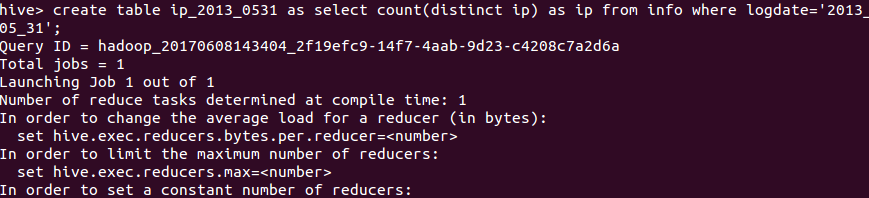 hive> create table ip_2013_0531 as select count(distinct ip) as ip from info where logdate='2013_
05_31';
Query ID = hadoop_20170608143404_2f19efc9-14f7-4aab-9d23-c4208c7a2d6a
Total jobs = 1
Launching Job 1 out of 1
Number of reduce tasks determined at compile time: 1
In order to change the average load for a reducer (in bytes):
  set hive.exec.reducers.bytes.per.reducer=<number>
In order to limit the maximum number of reducers:
  set hive.exec.reducers.max=<number>
In order to set a constant number of reducers: